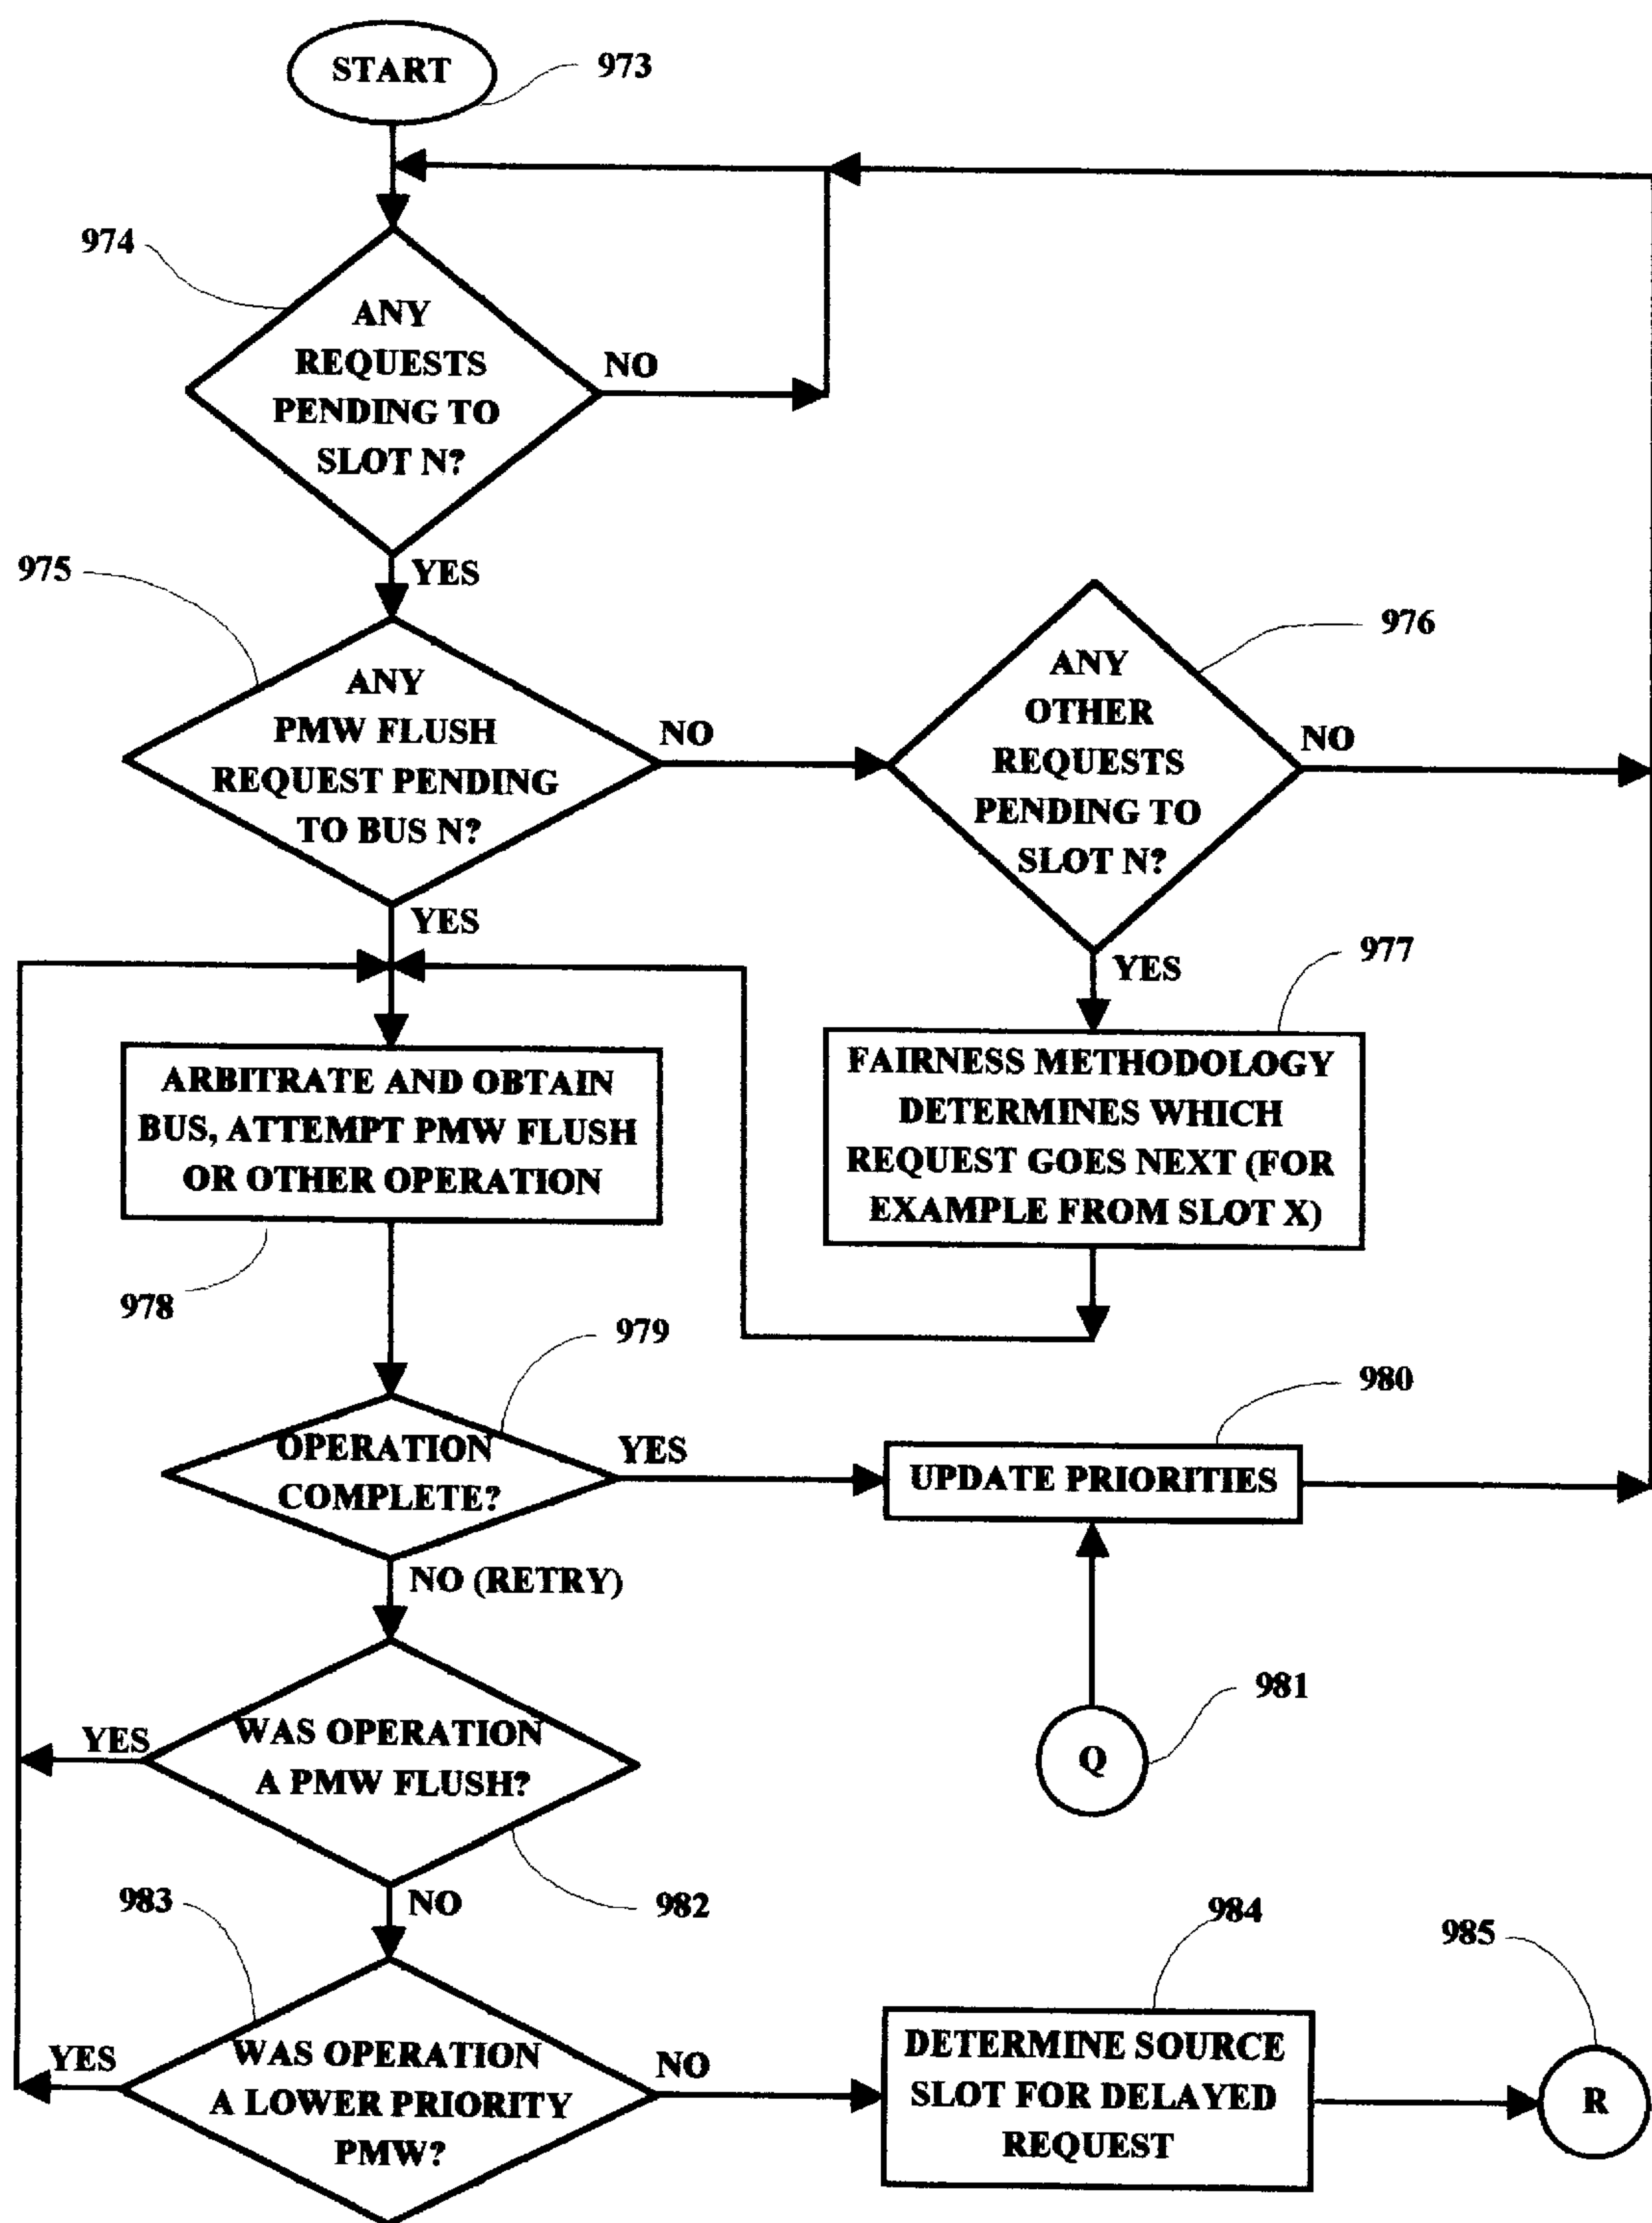 START
973
974
ANY
REQUESTS
PENDING TO
SLOT N?
NO
YES
975
ANY
PMW FLUSH
REQUEST PENDING
TO BUS N?
NO
YES
976
ANY
OTHER
REQUESTS
PENDING TO
SLOT N?
NO
YES
977
FAIRNESS METHODOLOGY
DETERMINES WHICH
REQUEST GOES NEXT (FOR
EXAMPLE FROM SLOT X)
ARBITRATE AND OBTAIN
BUS, ATTEMPT PMW FLUSH
OR OTHER OPERATION
978
979
OPERATION
COMPLETE?
YES
NO (RETRY)
980
UPDATE PRIORITIES
981
Q
WAS OPERATION
A PMW FLUSH?
YES
NO
982
983
WAS OPERATION
A LOWER PRIORITY
PMW?
YES
NO
984
DETERMINE SOURCE
SLOT FOR DELAYED
REQUEST
985
R